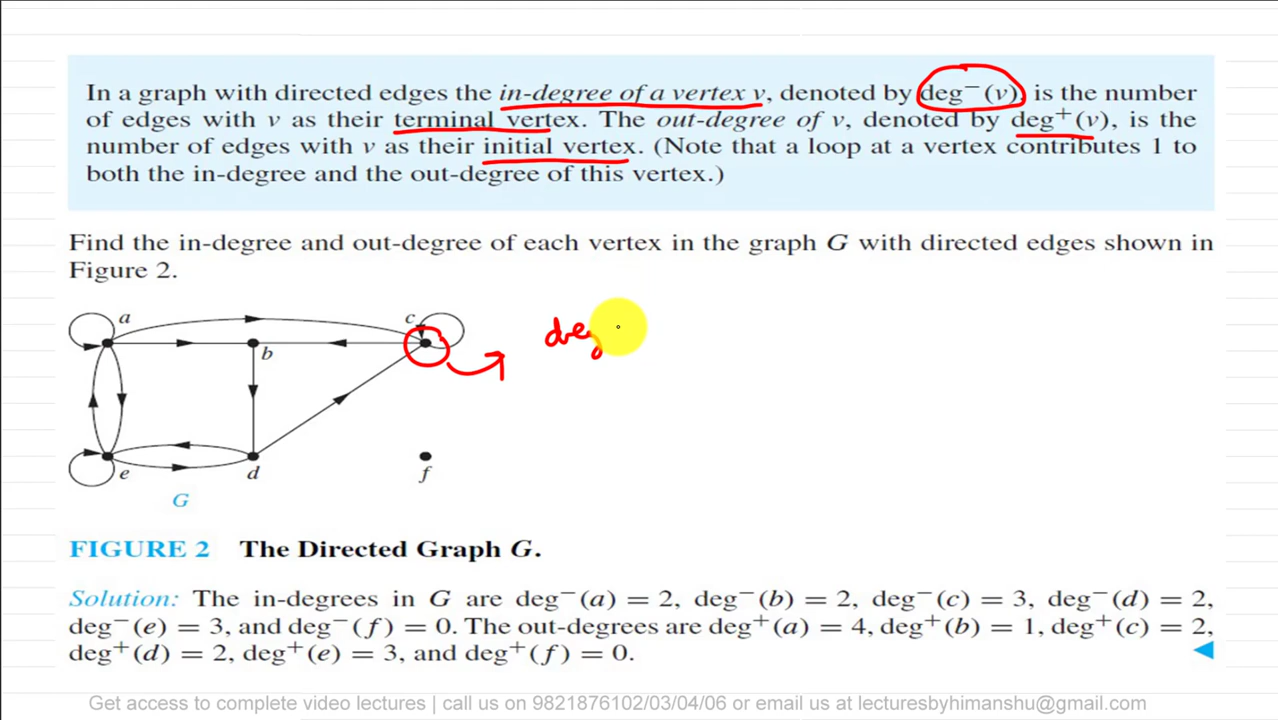 In a graph with directed edges the in-degree of a vertex v, denoted by deg⁻(v), is the number
of edges with v as their terminal vertex. The out-degree of v, denoted by deg⁺(v), is the
number of edges with v as their initial vertex. (Note that a loop at a vertex contributes 1 to
both the in-degree and the out-degree of this vertex.)
Find the in-degree and out-degree of each vertex in the graph G with directed edges shown in
Figure 2.
a
c
b
deg
e
d
f
G
FIGURE 2 The Directed Graph G.
Solution: The in-degrees in G are deg⁻(a) = 2, deg⁻(b) = 2, deg⁻(c) = 3, deg⁻(d) = 2,
deg⁻(e) = 3, and deg⁻(f) = 0. The out-degrees are deg⁺(a) = 4, deg⁺(b) = 1, deg⁺(c) = 2,
deg⁺(d) = 2, deg⁺(e) = 3, and deg⁺(f) = 0.
Get access to complete video lectures | call us on 9821876102/03/04/06 or email us at lecturesbyhimanshu@gmail.com